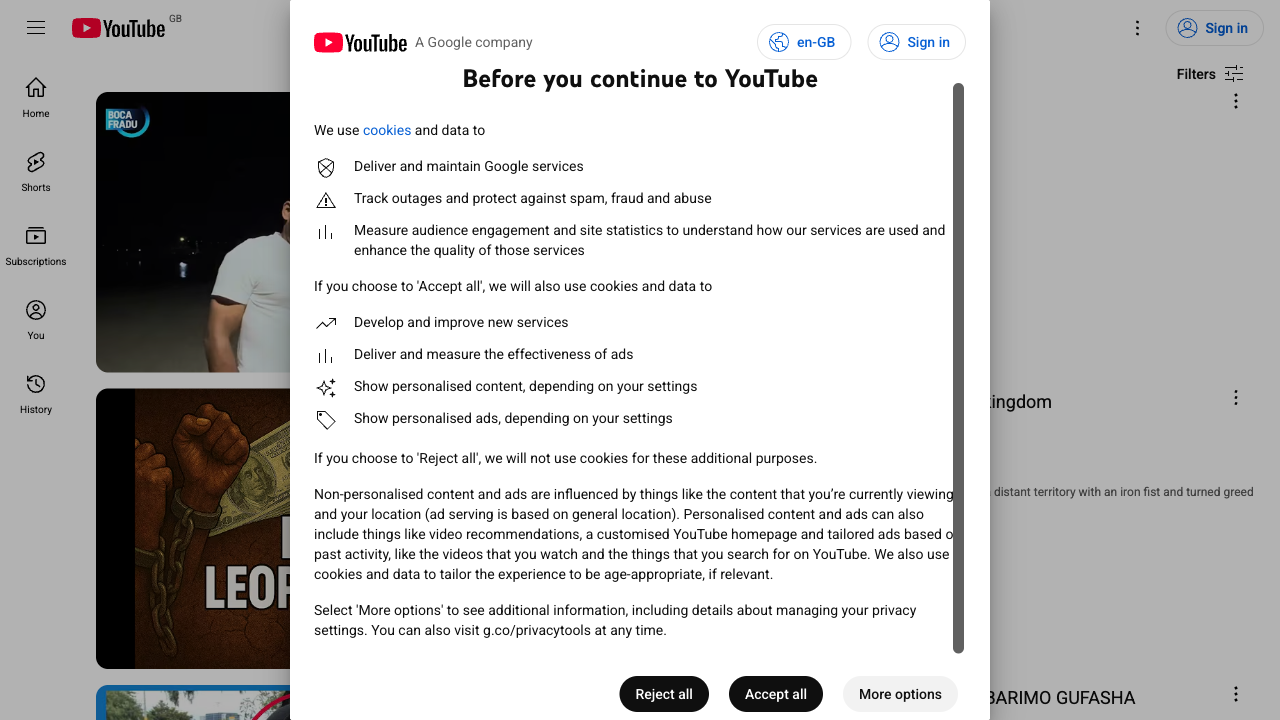 YouTube GB
Sign in
Filters
Home
Shorts
Subscriptions
You
History
BOCA
FRADU
LEOP
YouTube A Google company
en-GB
Sign in
Before you continue to YouTube
We use cookies and data to
Deliver and maintain Google services
Track outages and protect against spam, fraud and abuse
Measure audience engagement and site statistics to understand how our services are used and
enhance the quality of those services
If you choose to 'Accept all', we will also use cookies and data to
Develop and improve new services
Deliver and measure the effectiveness of ads
Show personalised content, depending on your settings
Show personalised ads, depending on your settings
If you choose to 'Reject all', we will not use cookies for these additional purposes.
Non-personalised content and ads are influenced by things like the content that you’re currently viewing
and your location (ad serving is based on general location). Personalised content and ads can also
include things like video recommendations, a customised YouTube homepage and tailored ads based o
past activity, like the videos that you watch and the things that you search for on YouTube. We also use
cookies and data to tailor the experience to be age-appropriate, if relevant.
Select 'More options' to see additional information, including details about managing your privacy
settings. You can also visit g.co/privacytools at any time.
Reject all
Accept all
More options
kingdom
distant territory with an iron fist and turned greed
BARIMO GUFASHA